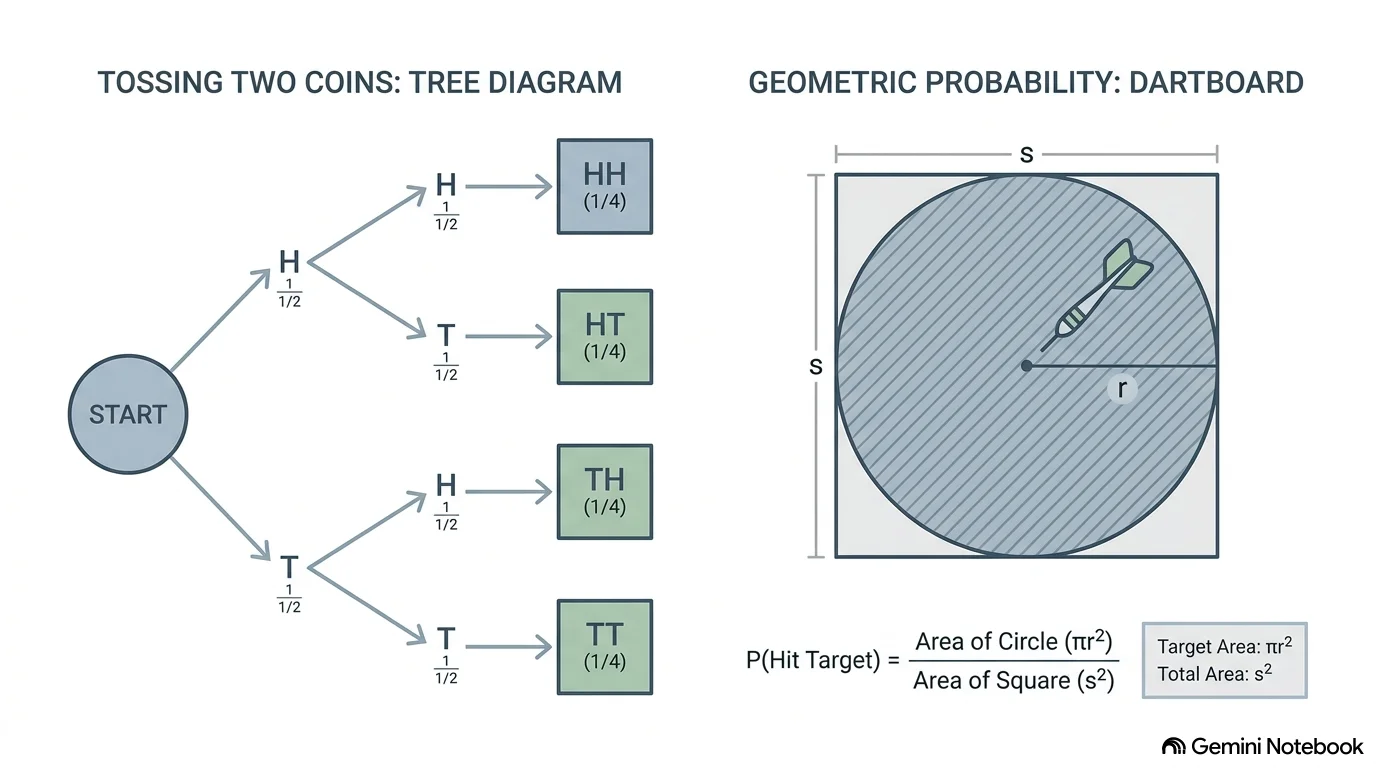 TOSSING TWO COINS: TREE DIAGRAM
START
H
1
1/2
T
1
1/2
H
1
1/2
HH
(1/4)
T
1
1/2
HT
(1/4)
H
1
1/2
TH
(1/4)
T
1
1/2
TT
(1/4)
GEOMETRIC PROBABILITY: DARTBOARD
s
s
r
P(Hit Target) =
Area of Circle (πr²)
Area of Square (s²)
Target Area: πr²
Total Area: s²
Gemini Notebook